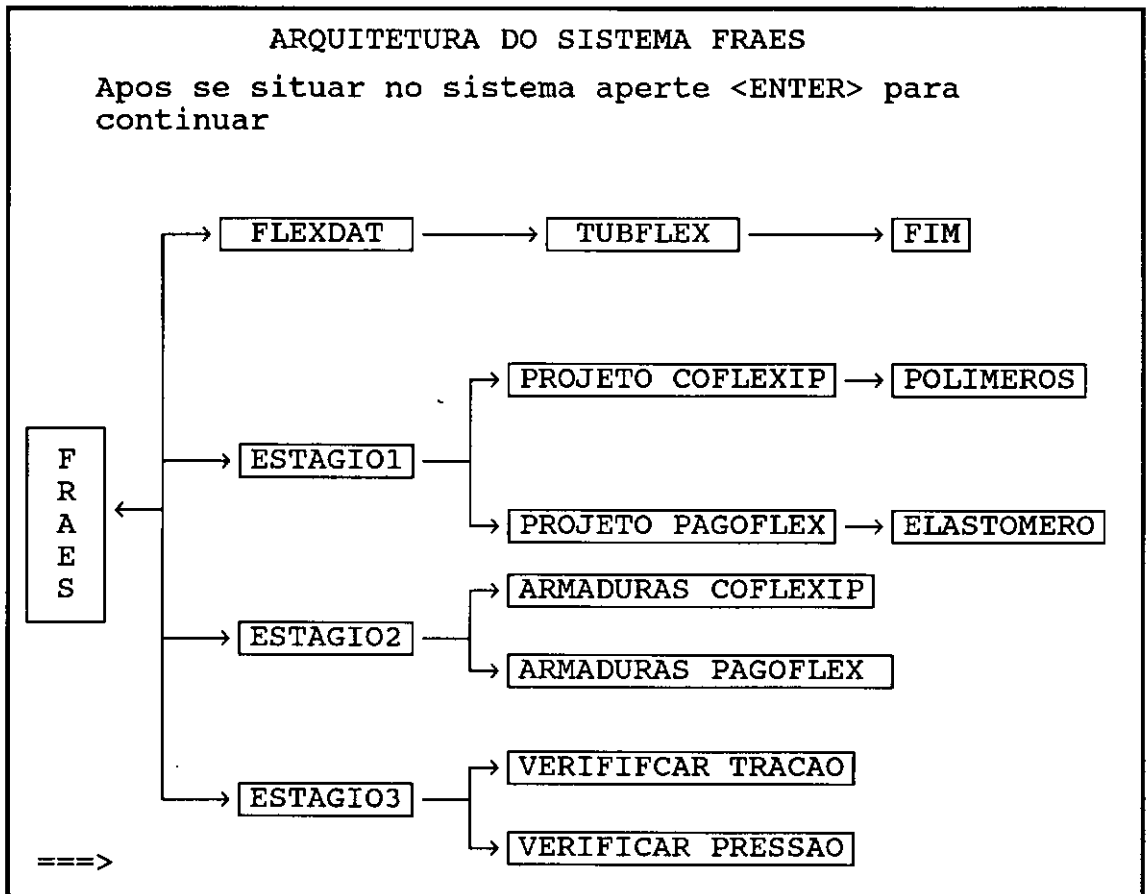 ARQUITETURA DO SISTEMA FRAES
Apos se situar no sistema aperte <ENTER> para
continuar
FLEXDAT
TUBFLEX
FIM
PROJETO COFLEXIP
POLIMEROS
FRAES
ESTAGIO1
PROJETO PAGOFLEX
ELASTOMERO
ARMADURAS COFLEXIP
ESTAGIO2
ARMADURAS PAGOFLEX
VERIFIFCAR TRACAO
ESTAGIO3
VERIFICAR PRESSAO
===>